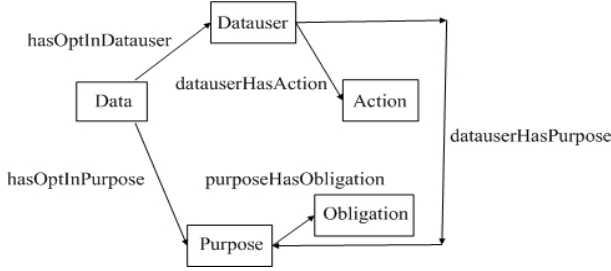 Datauser
hasOptInDatauser
datauserHasAction
Data
Action
datauserHasPurpose
hasOptInPurpose
purposeHasObligation
Obligation
Purpose